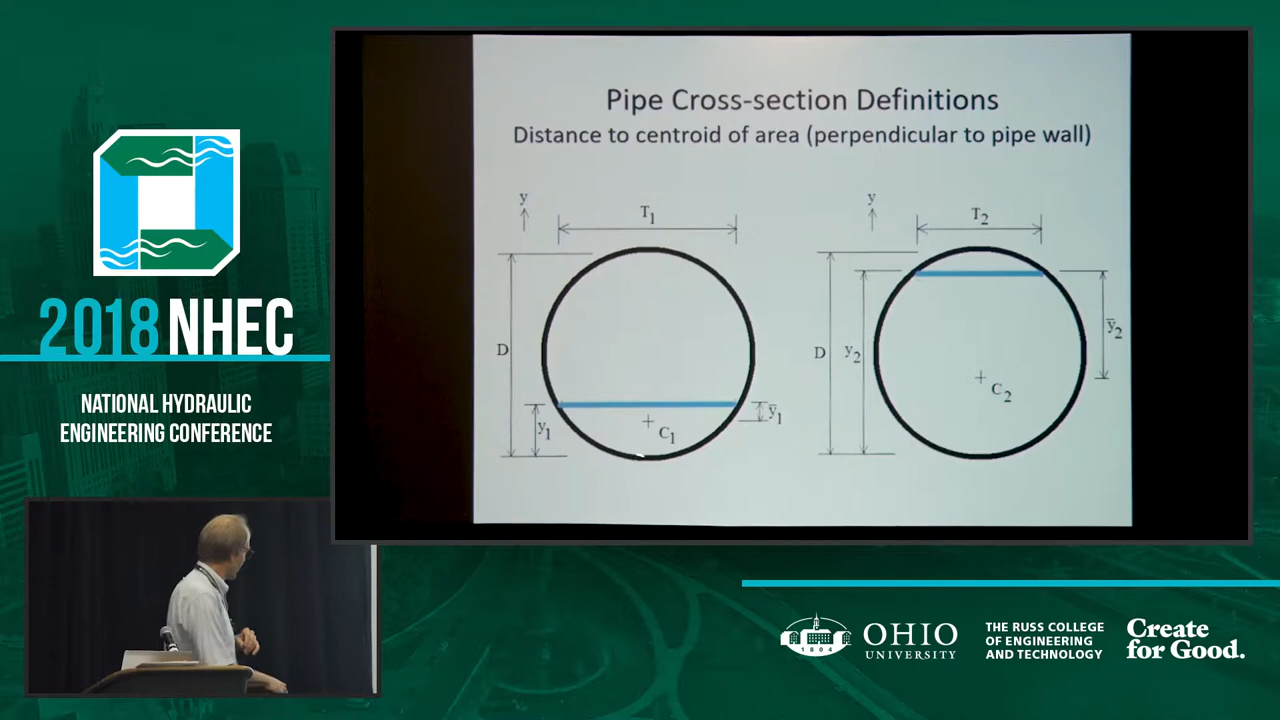 2018 NHEC
NATIONAL HYDRAULIC
ENGINEERING CONFERENCE
Pipe Cross-section Definitions
Distance to centroid of area (perpendicular to pipe wall)
y
T1
D
y1
C1
ȳ1
y
T2
D
y2
C2
ȳ2
OHIO
UNIVERSITY
1804
THE RUSS COLLEGE
OF ENGINEERING
AND TECHNOLOGY
Create
for Good.